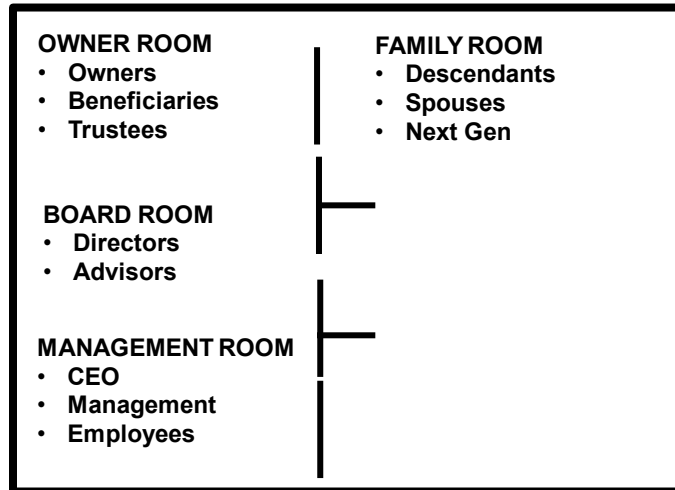 OWNER ROOM
• Owners
• Beneficiaries
• Trustees
FAMILY ROOM
• Descendants
• Spouses
• Next Gen
BOARD ROOM
• Directors
• Advisors
MANAGEMENT ROOM
• CEO
• Management
• Employees